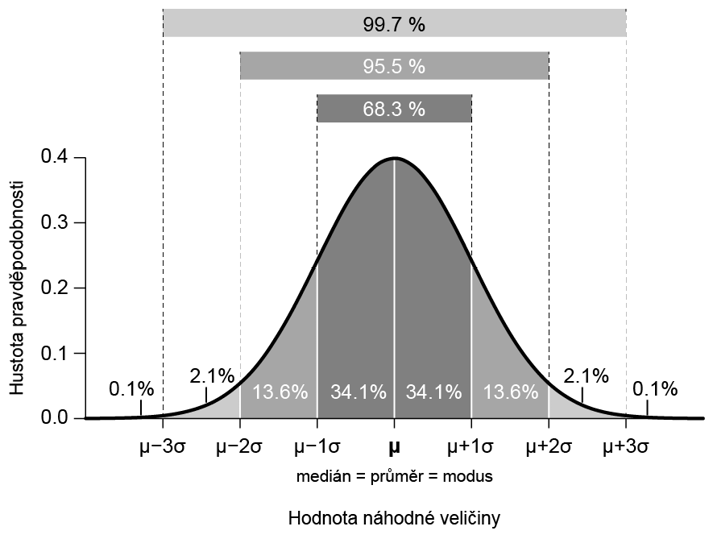 99.7 %
95.5 %
68.3 %
Hustota pravděpodobnosti
0.4
0.3
0.2
0.1
0.0
0.1%
2.1%
13.6%
34.1%
34.1%
13.6%
2.1%
0.1%
μ−3σ
μ−2σ
μ−1σ
μ
μ+1σ
μ+2σ
μ+3σ
medián = průměr = modus
Hodnota náhodné veličiny